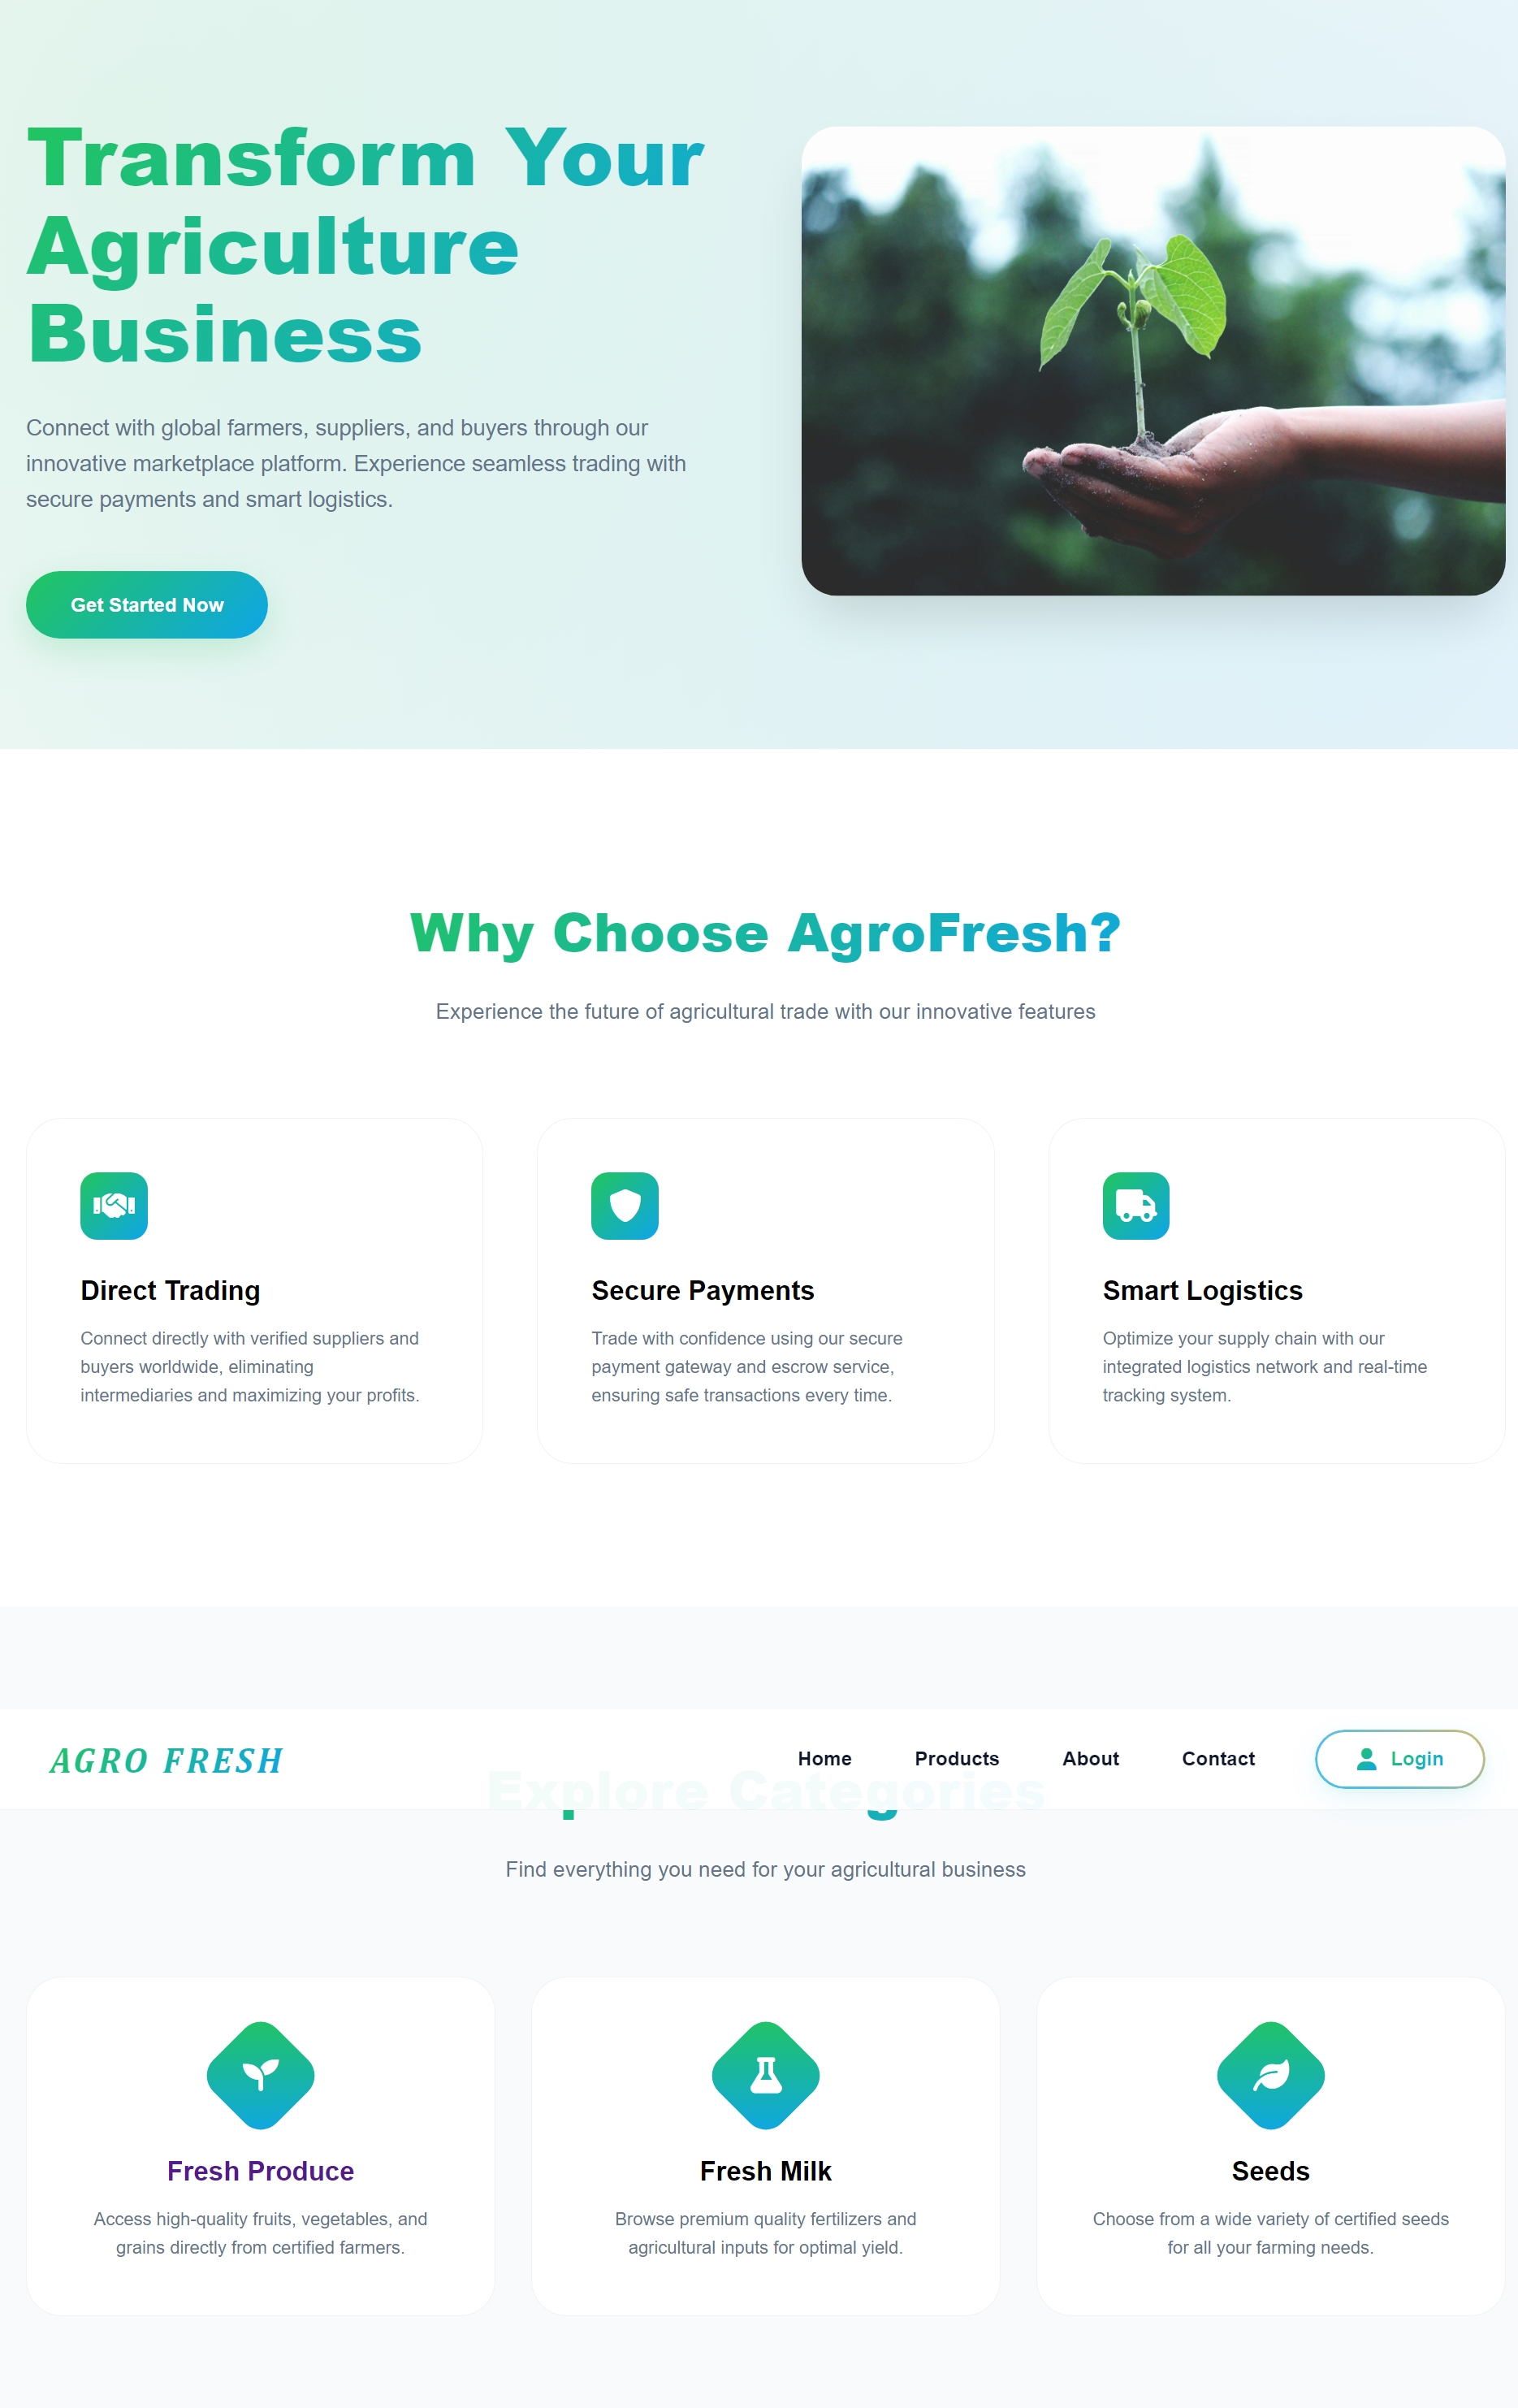 Transform Your
Agriculture
Business
Connect with global farmers, suppliers, and buyers through our
innovative marketplace platform. Experience seamless trading with
secure payments and smart logistics.
Get Started Now
Why Choose AgroFresh?
Experience the future of agricultural trade with our innovative features
Direct Trading
Connect directly with verified suppliers and
buyers worldwide, eliminating
intermediaries and maximizing your profits.
Secure Payments
Trade with confidence using our secure
payment gateway and escrow service,
ensuring safe transactions every time.
Smart Logistics
Optimize your supply chain with our
integrated logistics network and real-time
tracking system.
AGRO FRESH
Home
Products
About
Contact
Login
Explore Categories
Find everything you need for your agricultural business
Fresh Produce
Access high-quality fruits, vegetables, and
grains directly from certified farmers.
Fresh Milk
Browse premium quality fertilizers and
agricultural inputs for optimal yield.
Seeds
Choose from a wide variety of certified seeds
for all your farming needs.